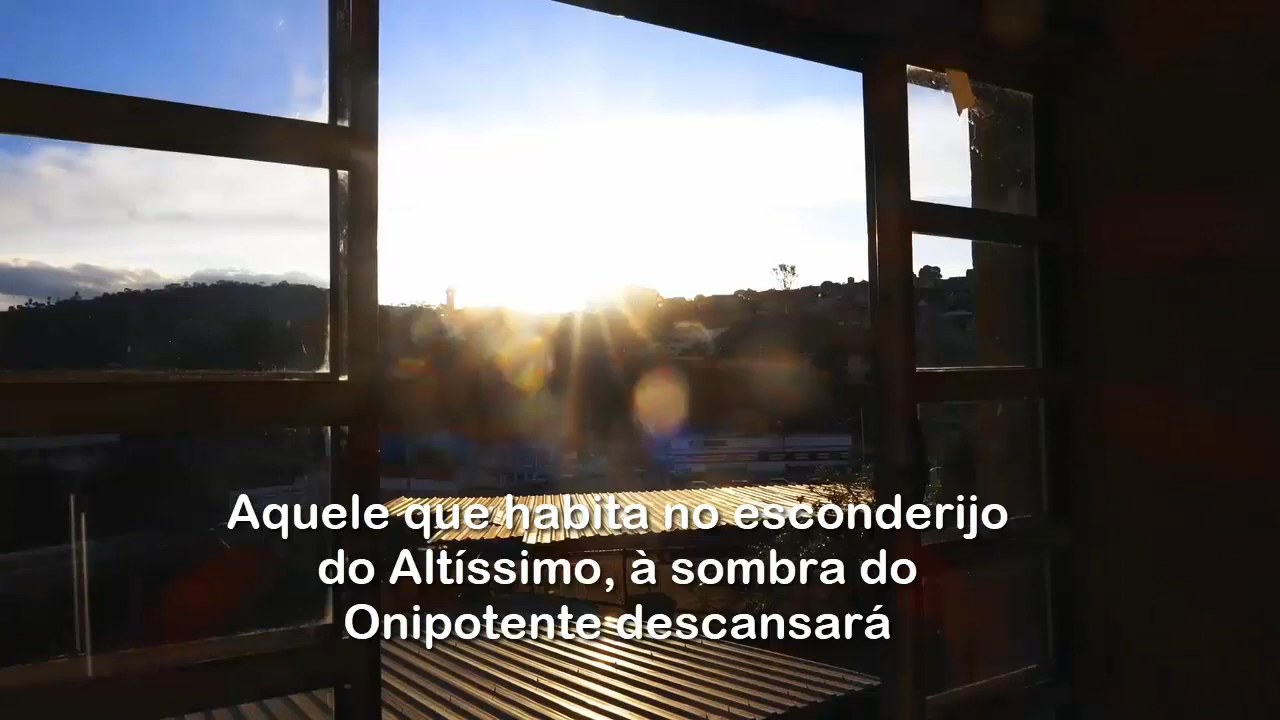 Aquele que habita no esconderijo
do Altíssimo, à sombra do
Onipotente descansará